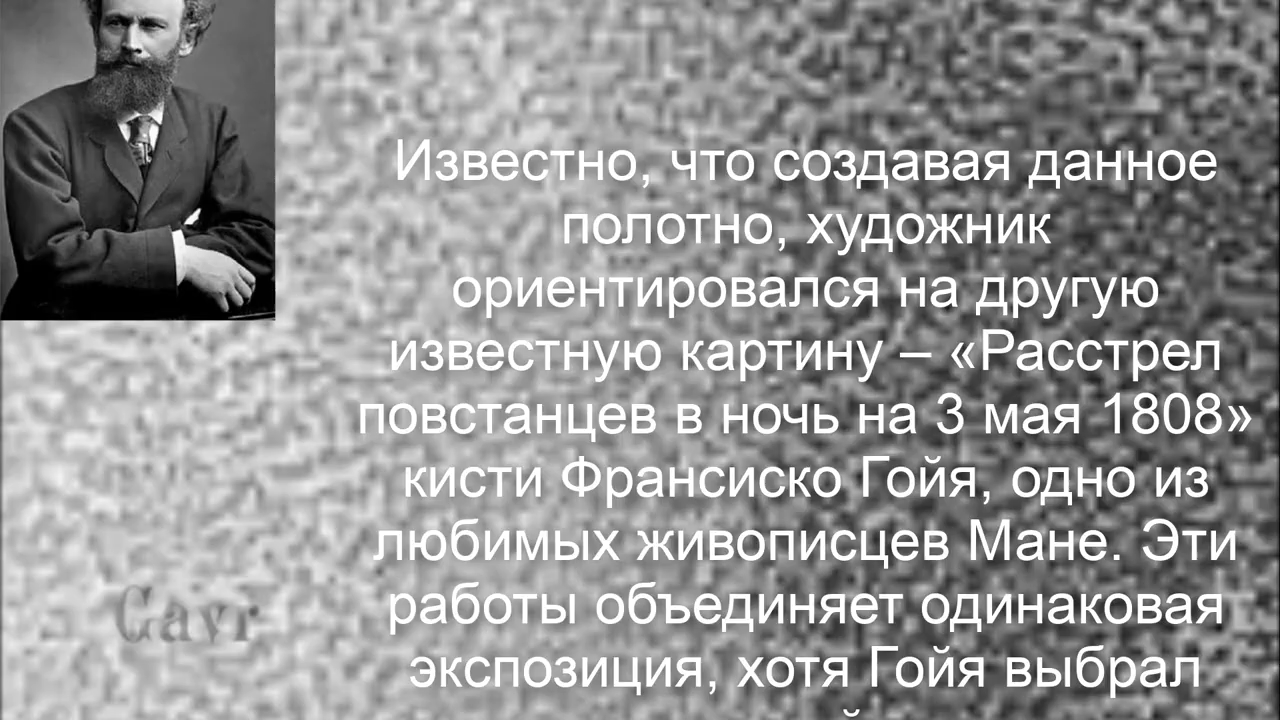 Известно, что создавая данное
полотно, художник
ориентировался на другую
известную картину – «Расстрел
повстанцев в ночь на 3 мая 1808»
кисти Франсиско Гойя, одно из
любимых живописцев Мане. Эти
работы объединяет одинаковая
экспозиция, хотя Гойя выбрал
Gavr